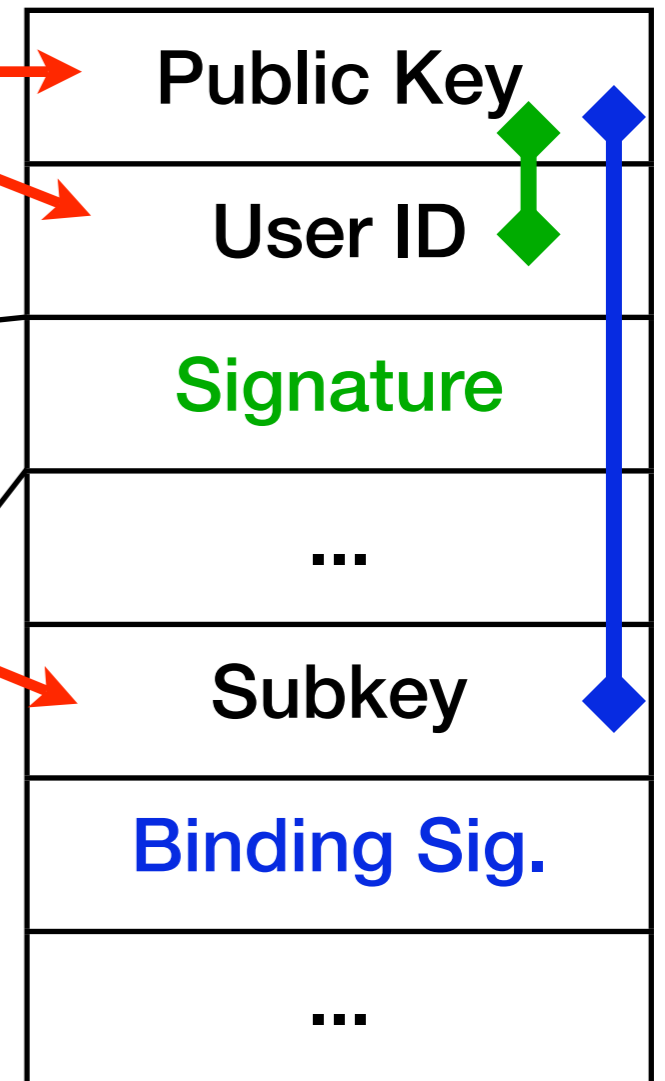 Public Key
User ID
Signature
...
Subkey
Binding Sig.
...